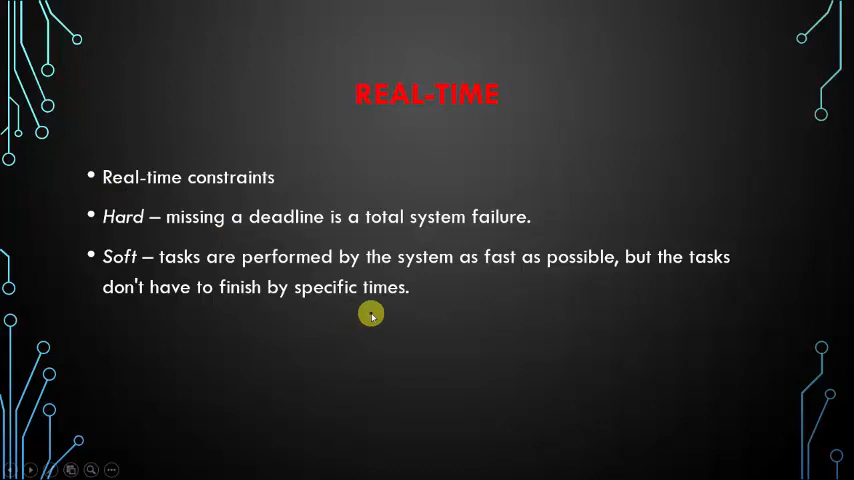 REAL-TIME
• Real-time constraints
• Hard – missing a deadline is a total system failure.
• Soft – tasks are performed by the system as fast as possible, but the tasks
don't have to finish by specific times.